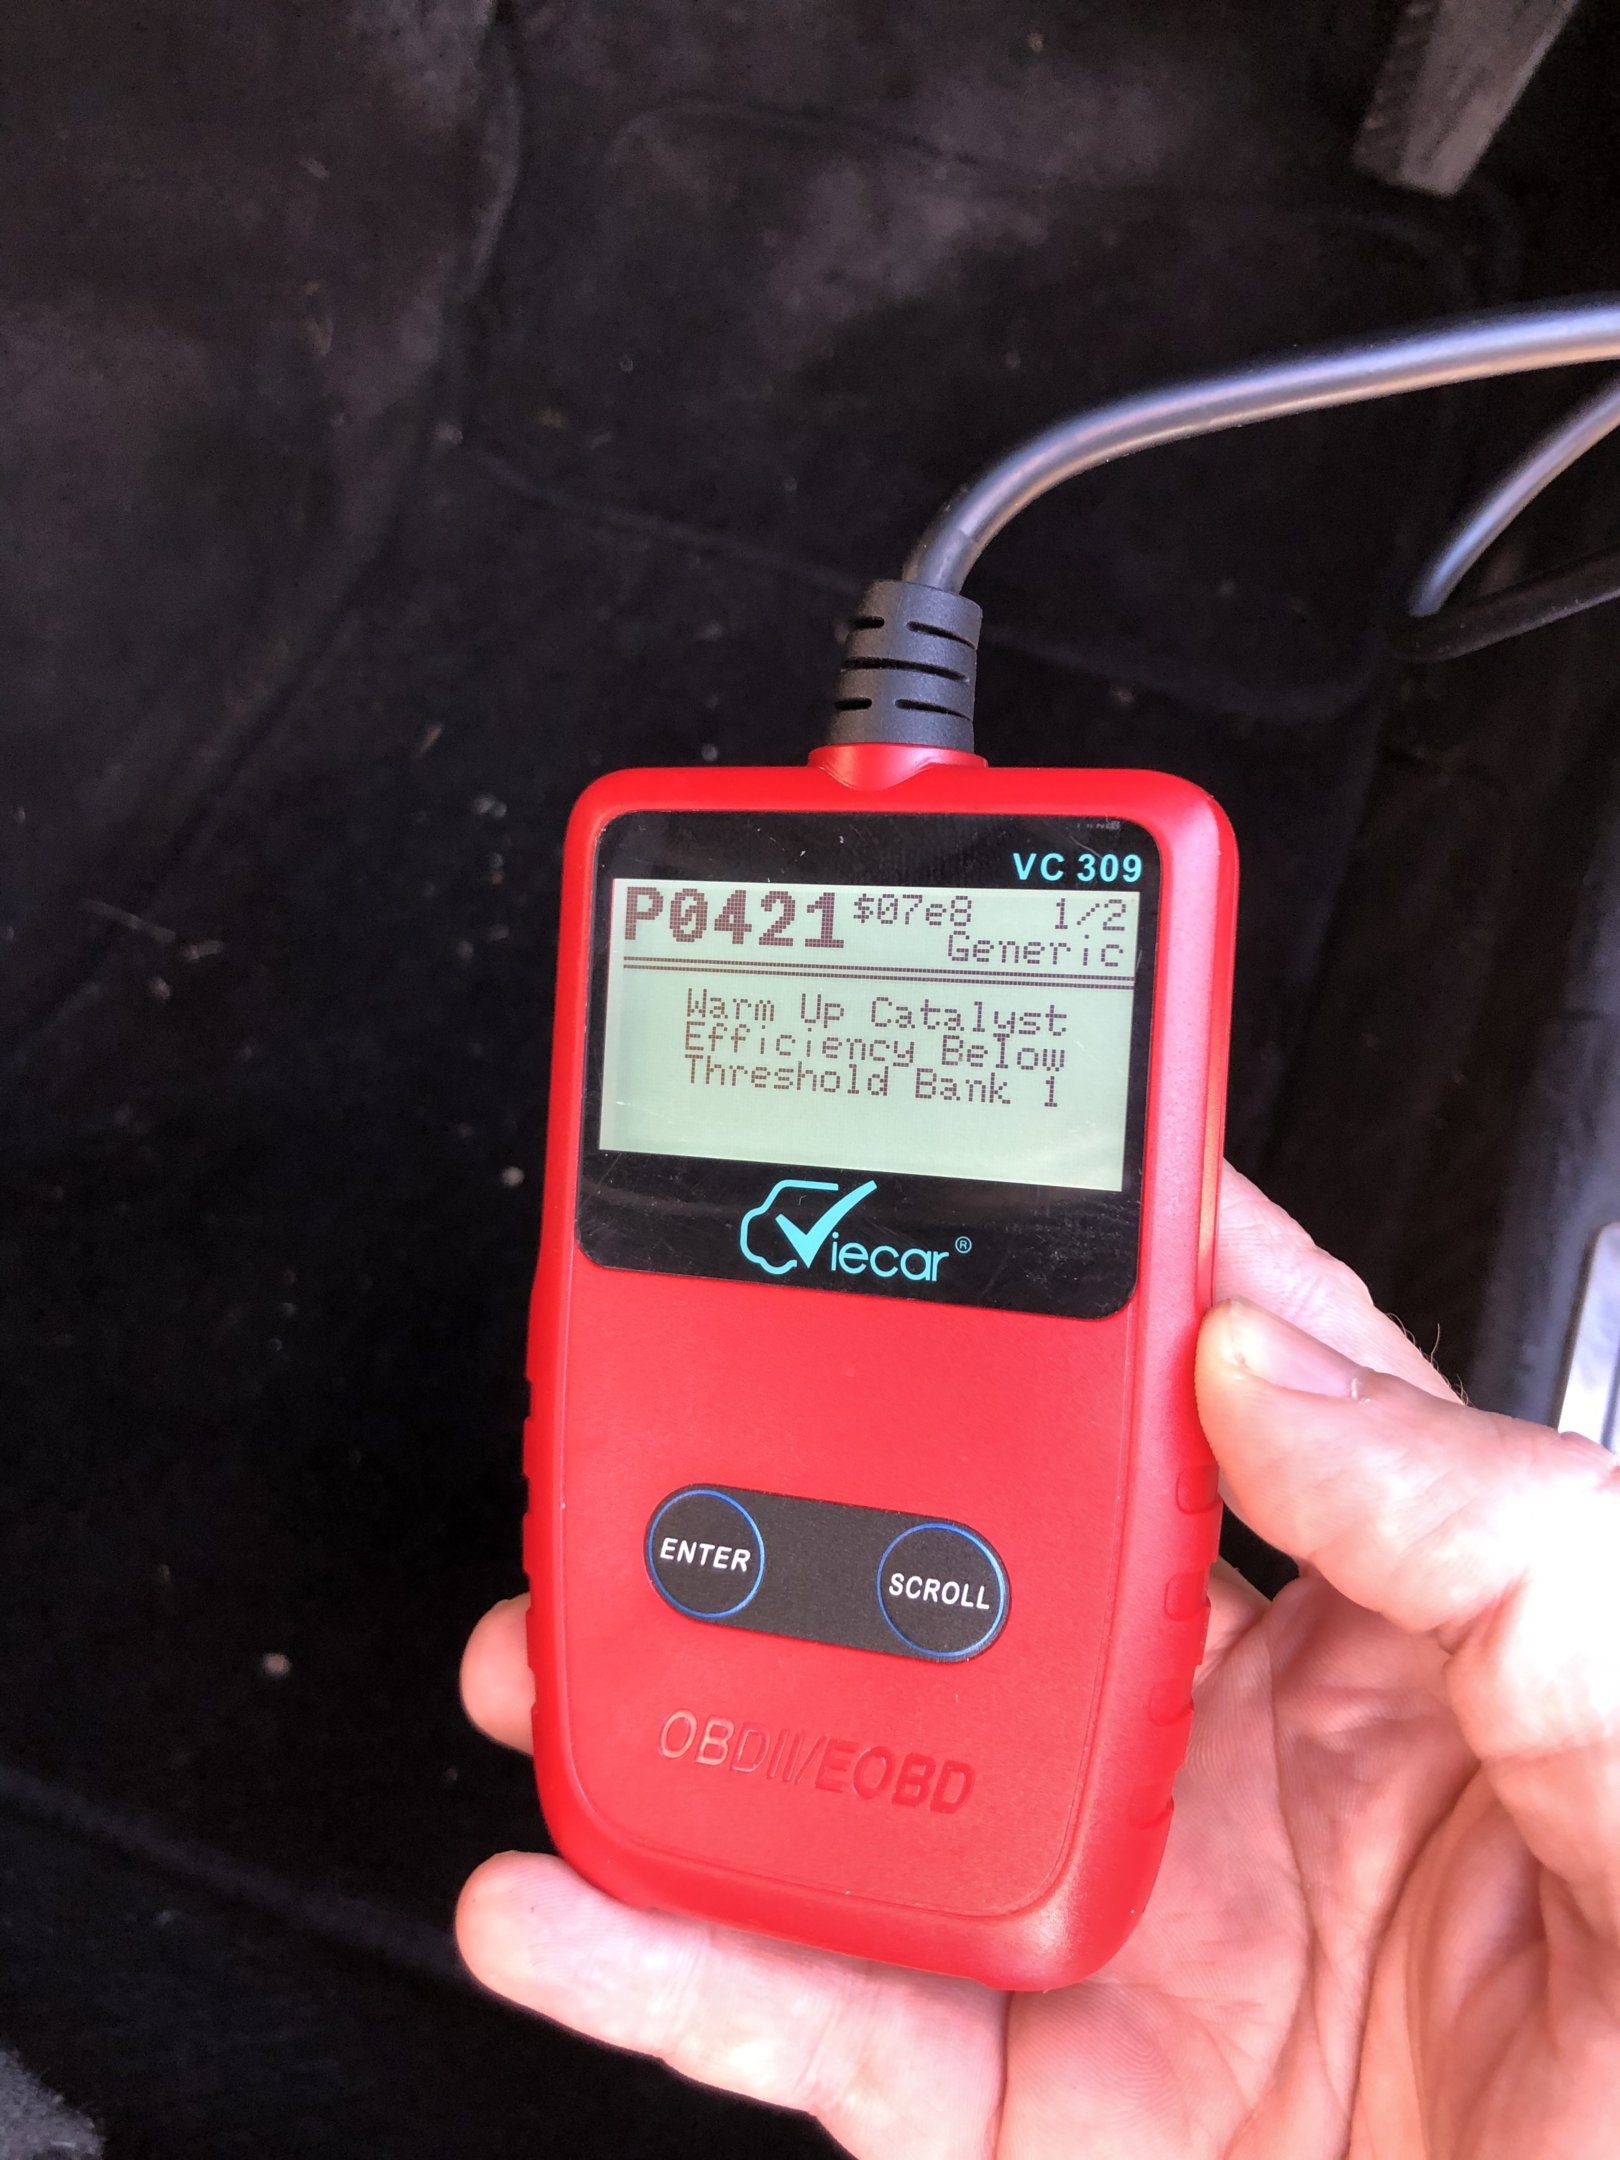 VC 309
P0421 $07e8 1/2
Generic
Warm Up Catalyst
Efficiency Below
Threshold Bank 1
Viecar®
ENTER SCROLL
OBDII/EOBD